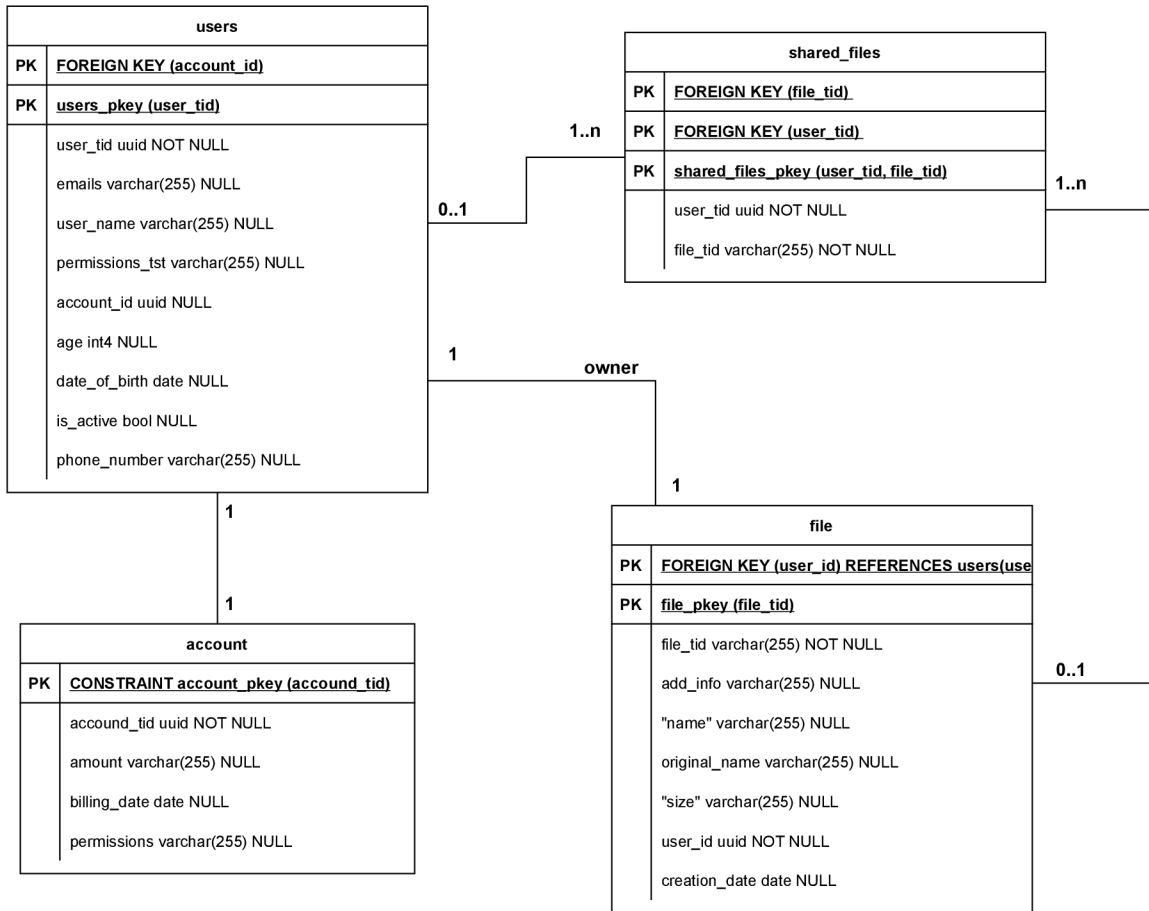 users
PK FOREIGN KEY (account_id)
PK users_pkey (user_tid)
user_tid uuid NOT NULL
emails varchar(255) NULL
user_name varchar(255) NULL
permissions_tst varchar(255) NULL
account_id uuid NULL
age int4 NULL
date_of_birth date NULL
is_active bool NULL
phone_number varchar(255) NULL
0..1
1..n
shared_files
PK FOREIGN KEY (file_tid)
PK FOREIGN KEY (user_tid)
PK shared_files_pkey (user_tid, file_tid)
user_tid uuid NOT NULL
file_tid varchar(255) NOT NULL
1..n
1
owner
1
1
1
account
PK CONSTRAINT account_pkey (accound_tid)
accound_tid uuid NOT NULL
amount varchar(255) NULL
billing_date date NULL
permissions varchar(255) NULL
file
PK FOREIGN KEY (user_id) REFERENCES users(use
PK file_pkey (file_tid)
file_tid varchar(255) NOT NULL
add_info varchar(255) NULL
"name" varchar(255) NULL
original_name varchar(255) NULL
"size" varchar(255) NULL
user_id uuid NOT NULL
creation_date date NULL
0..1